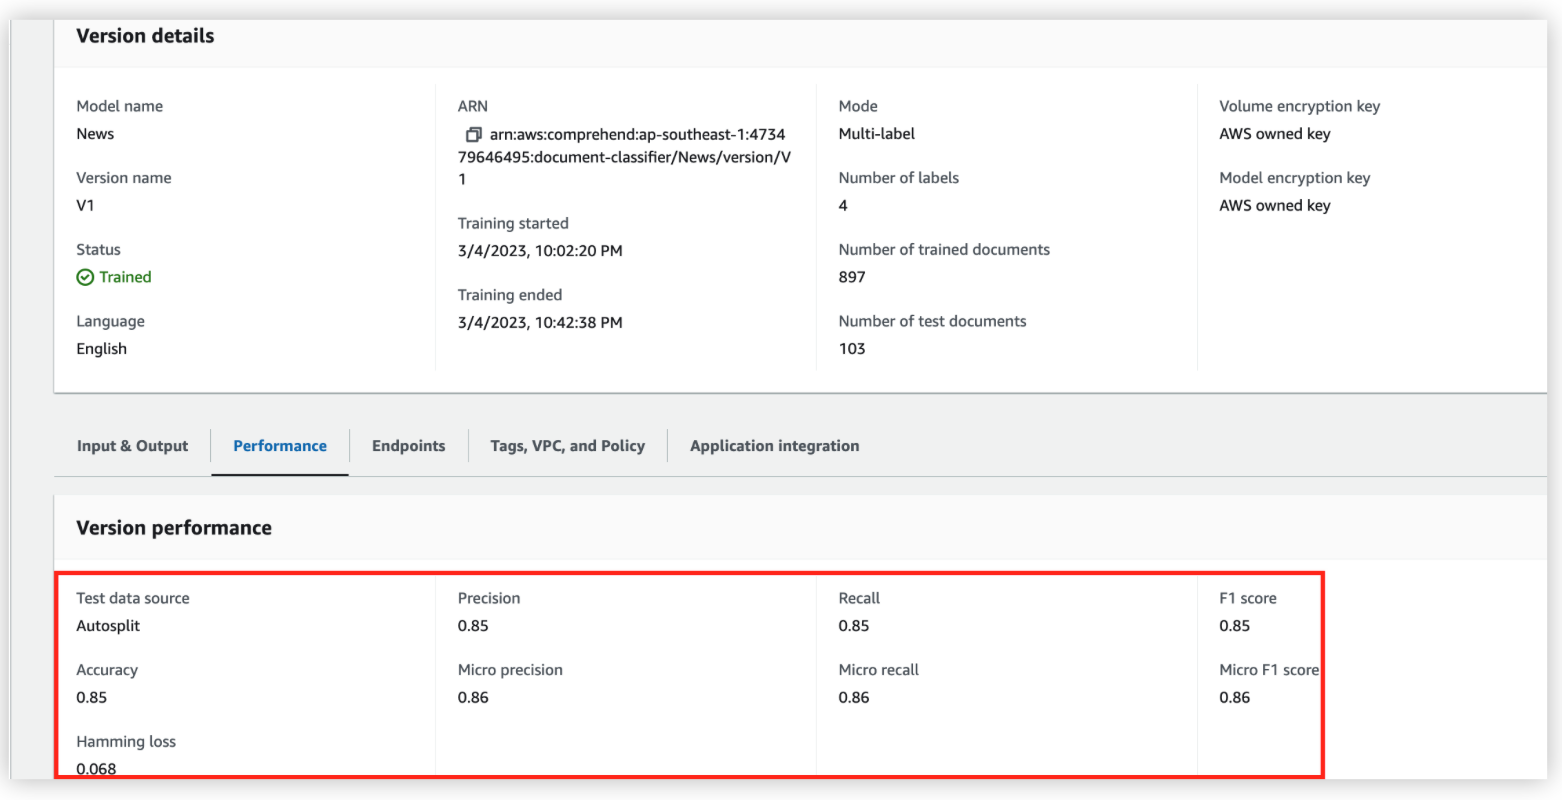 Version details
Model name
News
Version name
V1
Status
Trained
Language
English
ARN
arn:aws:comprehend:ap-southeast-1:4734
79646495:document-classifier/News/version/V
1
Training started
3/4/2023, 10:02:20 PM
Training ended
3/4/2023, 10:42:38 PM
Mode
Multi-label
Number of labels
4
Number of trained documents
897
Number of test documents
103
Volume encryption key
AWS owned key
Model encryption key
AWS owned key
Input & Output
Performance
Endpoints
Tags, VPC, and Policy
Application integration
Version performance
Test data source
Autosplit
Accuracy
0.85
Hamming loss
0.068
Precision
0.85
Micro precision
0.86
Recall
0.85
Micro recall
0.86
F1 score
0.85
Micro F1 score
0.86